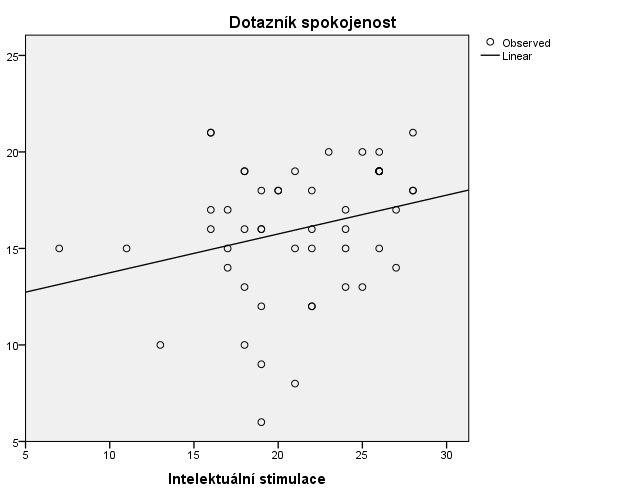 Dotazník spokojenost
Observed
Linear
25
20
15
10
5
5
10
15
20
25
30
Intelektuální stimulace